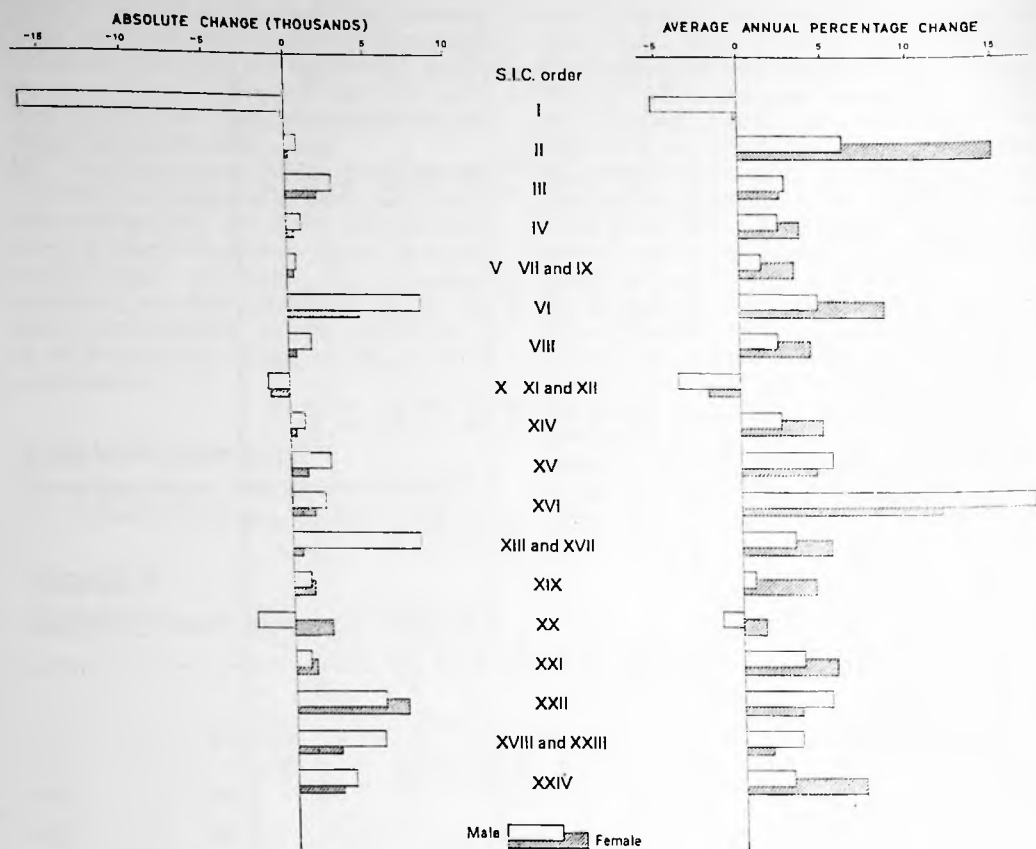 ABSOLUTE CHANGE (THOUSANDS)
AVERAGE ANNUAL PERCENTAGE CHANGE
-15 -10 -5 0 5 10
-5 0 5 10 15
S.I.C. order
I
II
III
IV
V VII and IX
VI
VIII
X XI and XII
XIV
XV
XVI
XIII and XVII
XIX
XX
XXI
XXII
XVIII and XXIII
XXIV
Male Female